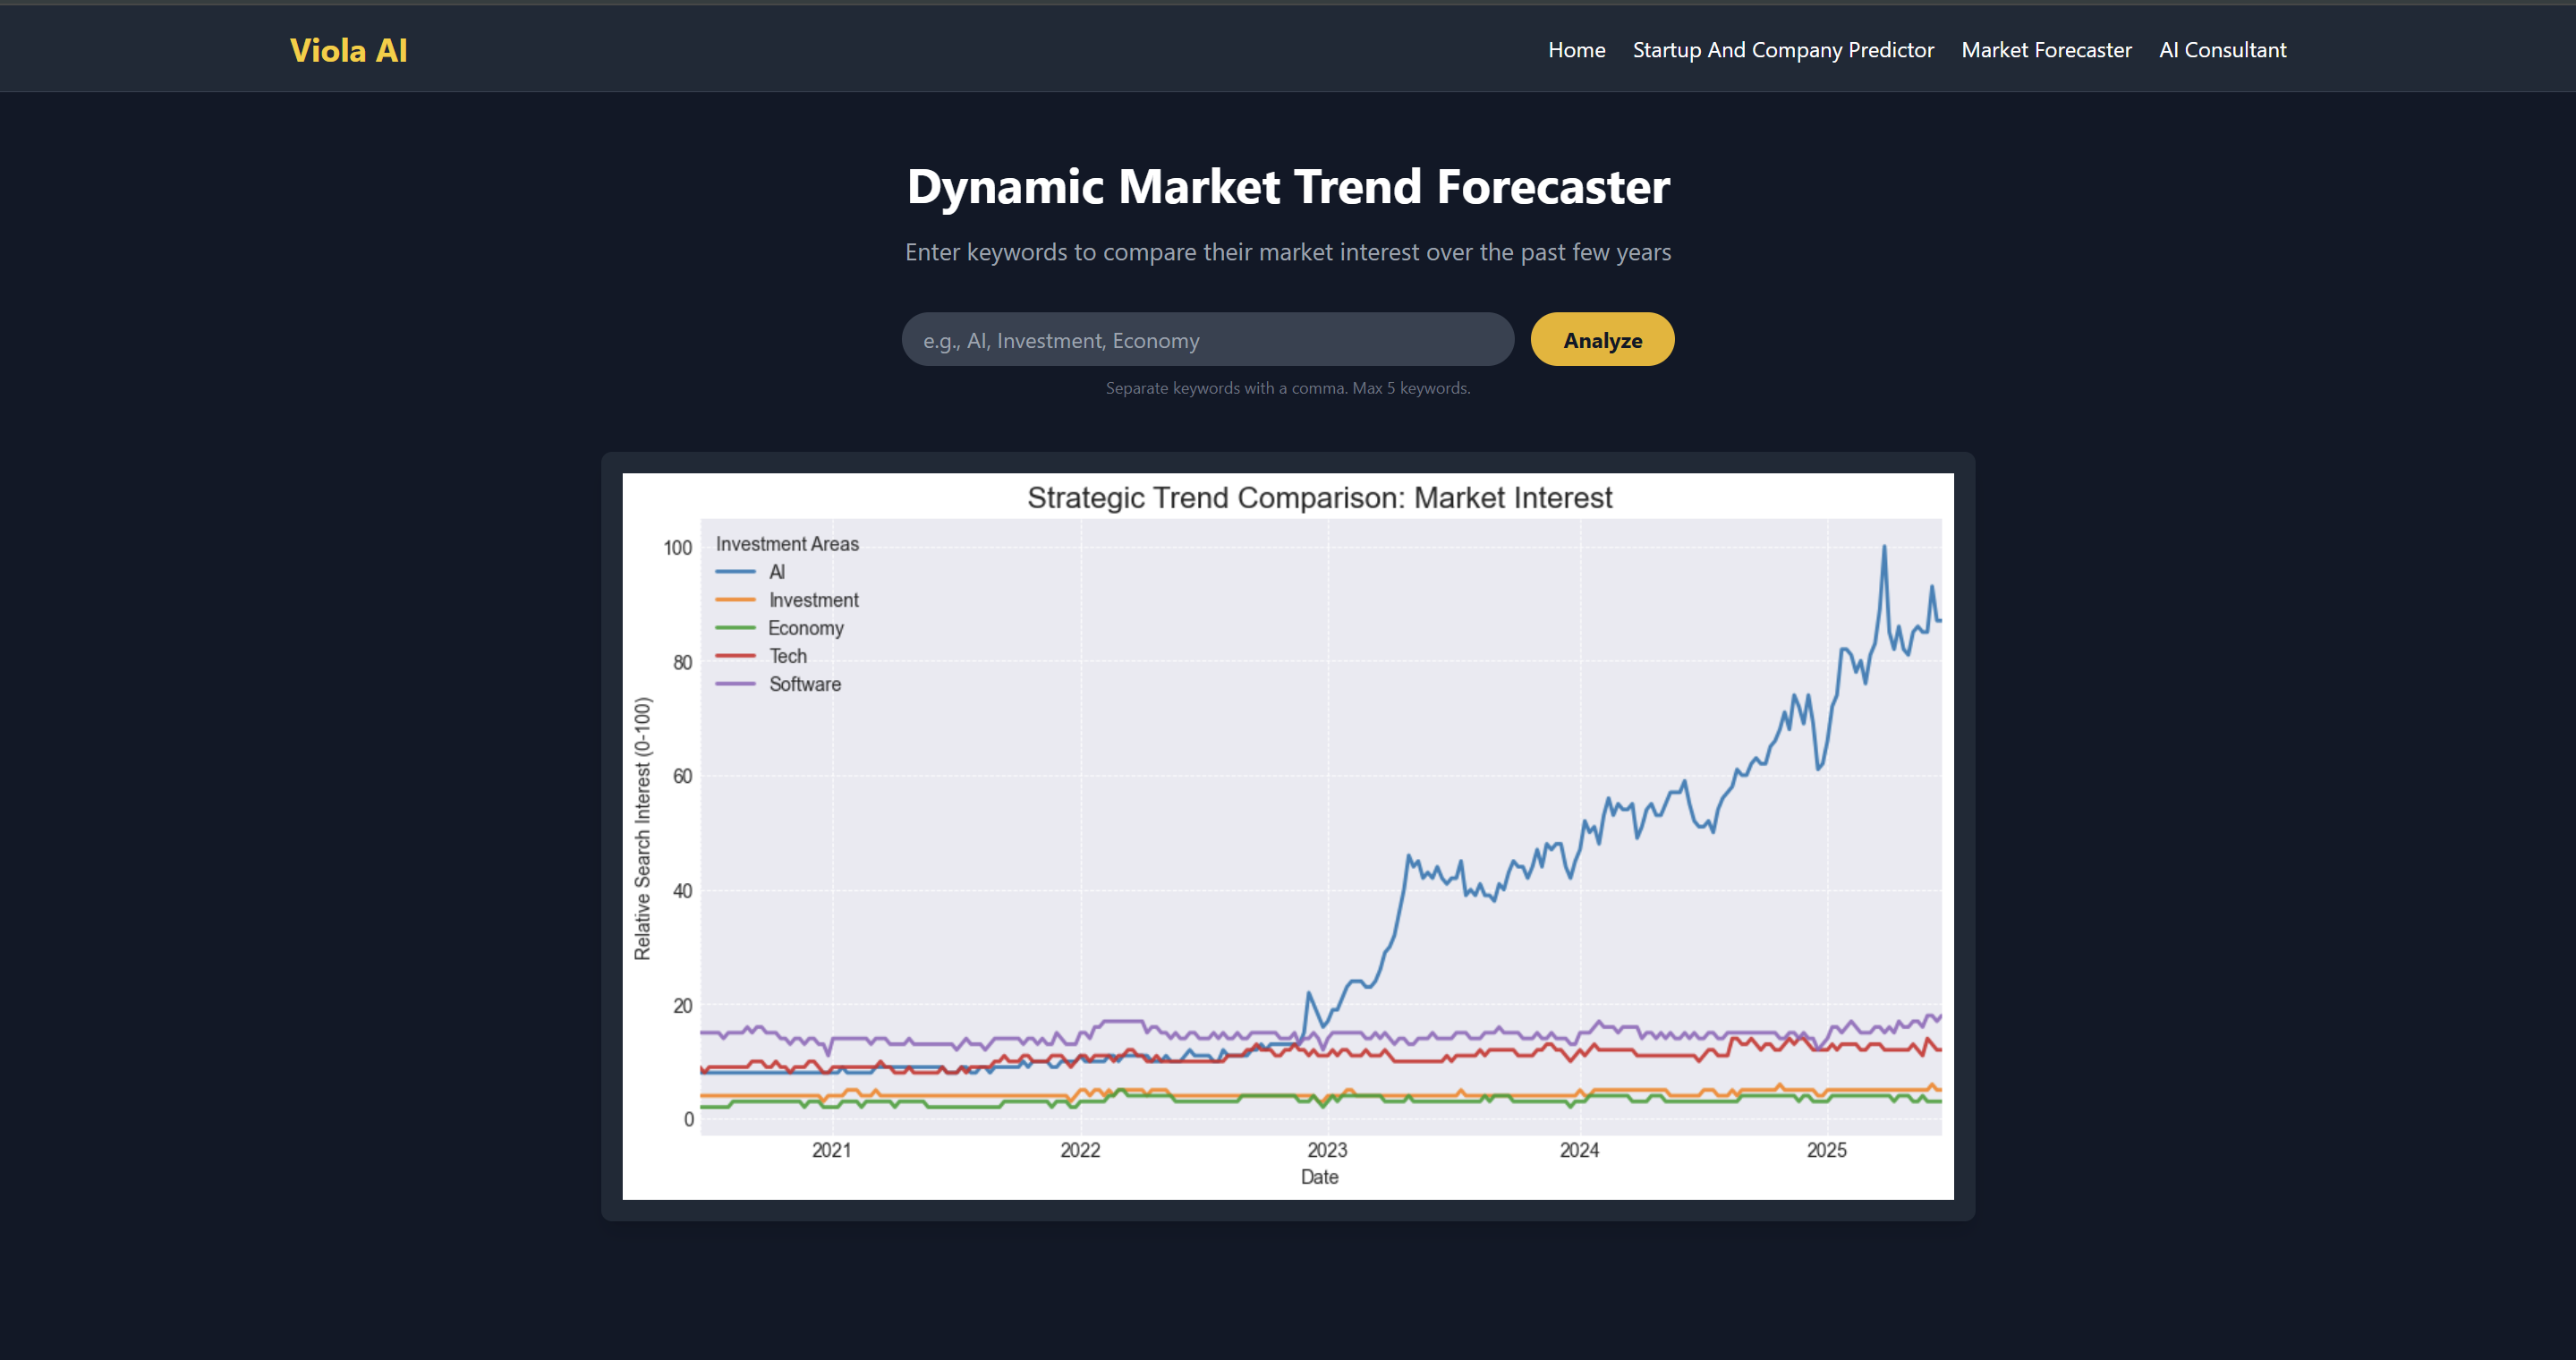 Viola AI
Home Startup And Company Predictor Market Forecaster AI Consultant
Dynamic Market Trend Forecaster
Enter keywords to compare their market interest over the past few years
e.g., AI, Investment, Economy
Analyze
Separate keywords with a comma. Max 5 keywords.
Strategic Trend Comparison: Market Interest
Investment Areas
AI
Investment
Economy
Tech
Software
Relative Search Interest (0-100)
100
80
60
40
20
0
2021 2022 2023 2024 2025
Date